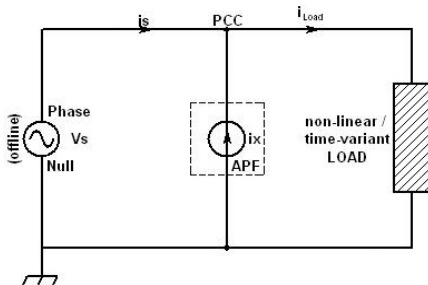 is
PCC
iLoad
Phase
(offline)
Vs
Null
ix
APF
non-linear /
time-variant
LOAD